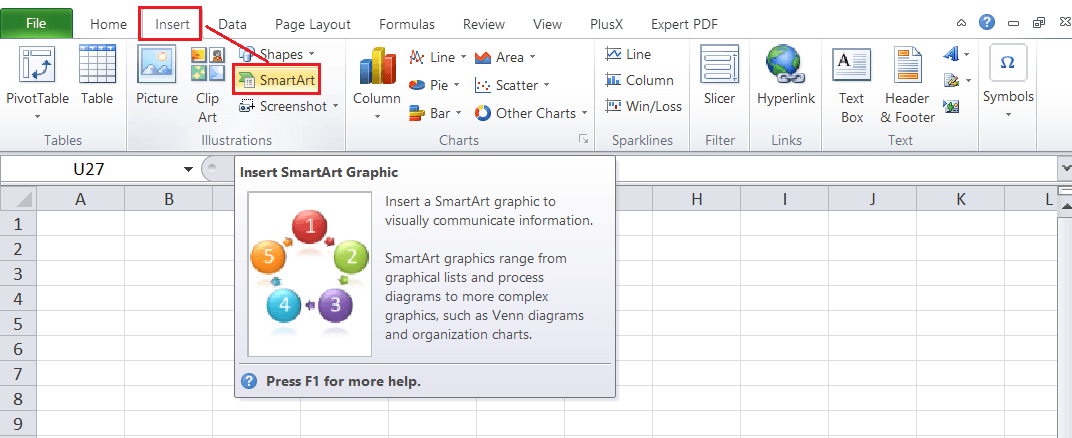 File Home Insert Data Page Layout Formulas Review View PlusX Expert PDF
PivotTable
Table
Tables
Picture
Clip
Art
Shapes
SmartArt
Screenshot
Illustrations
Column
Line
Pie
Bar
Area
Scatter
Other Charts
Charts
Line
Column
Win/Loss
Sparklines
Slicer
Filter
Hyperlink
Links
Text
Box
Header
& Footer
Text
Ω
Symbols
U27
A B H I J K L
Insert SmartArt Graphic
1
2
3
4
5
Insert a SmartArt graphic to
visually communicate information.
SmartArt graphics range from
graphical lists and process
diagrams to more complex
graphics, such as Venn diagrams
and organization charts.
? Press F1 for more help.
1
2
3
4
5
6
7
8
9